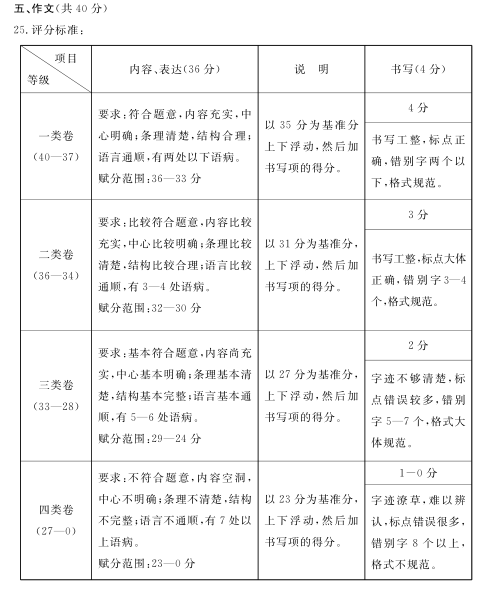 五、作文(共 40 分)
25. 评分标准:
项目
等级
内容、表达(36 分)
说 明
书写(4 分)
一类卷
(40—37)
要求:符合题意,内容充实,中
心明确;条理清楚,结构合理;
语言通顺,有两处以下语病。
赋分范围:36—33 分
以 35 分为基准分
上下浮动,然后加
书写项的得分。
4 分
书写工整,标点正
确,错别字两个以
下,格式规范。
二类卷
(36—34)
要求:比较符合题意,内容比较
充实,中心比较明确;条理比较
清楚,结构比较合理;语言比较
通顺,有 3—4 处语病。
赋分范围:32—30 分
以 31 分为基准分,
上下浮动,然后加
书写项的得分。
3 分
书写工整,标点大体
正确,错别字 3—4
个,格式规范。
三类卷
(33—28)
要求:基本符合题意,内容尚充
实,中心基本明确;条理基本清
楚,结构基本完整;语言基本通
顺,有 5—6 处语病。
赋分范围:29—24 分
以 27 分为基准分,
上下浮动,然后加
书写项的得分。
2 分
字迹不够清楚,标
点错误较多,错别
字 5—7 个,格式大
体规范。
四类卷
(27—0)
要求:不符合题意,内容空洞,
中心不明确;条理不清楚,结构
不完整;语言不通顺,有 7 处以
上语病。
赋分范围:23—0 分
以 23 分为基准分,
上下浮动,然后加
书写项的得分。
1—0 分
字迹潦草,难以辨
认,标点错误很多,
错别字 8 个以上,
格式不规范。